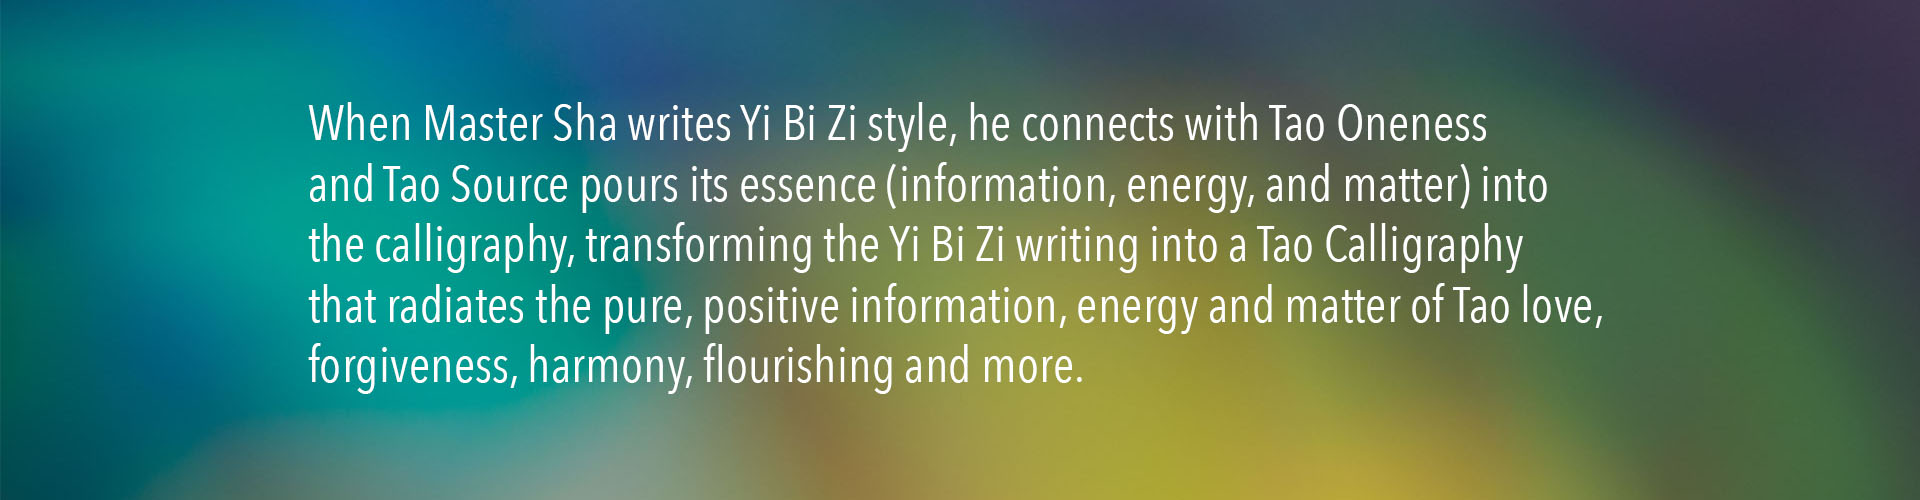 When Master Sha writes Yi Bi Zi style, he connects with Tao Oneness
and Tao Source pours its essence (information, energy, and matter) into
the calligraphy, transforming the Yi Bi Zi writing into a Tao Calligraphy
that radiates the pure, positive information, energy and matter of Tao love,
forgiveness, harmony, flourishing and more.